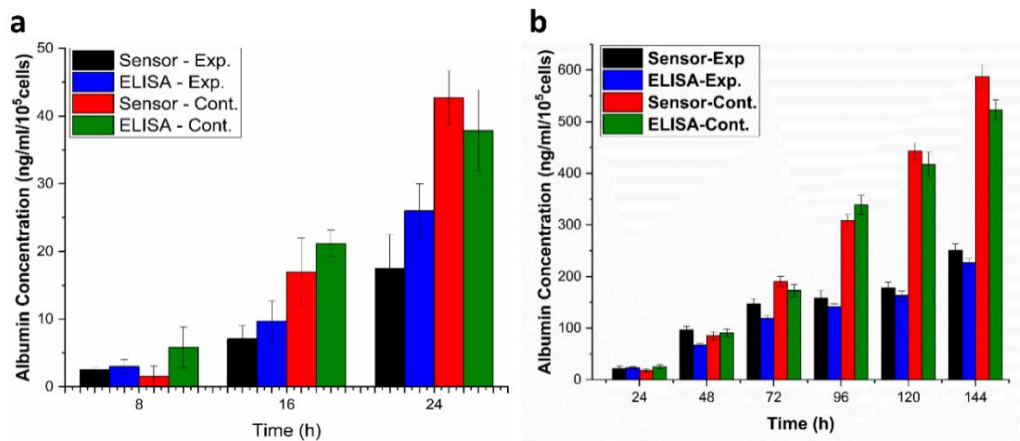 a
Albumin Concentration (ng/ml/10⁵cells)
50
40
30
20
10
0
Sensor - Exp.
ELISA - Exp.
Sensor - Cont.
ELISA - Cont.
8
16
24
Time (h)
b
Albumin Concentration (ng/ml/10⁵cells)
600
500
400
300
200
100
0
Sensor-Exp
ELISA-Exp.
Sensor-Cont.
ELISA-Cont.
24
48
72
96
120
144
Time (h)